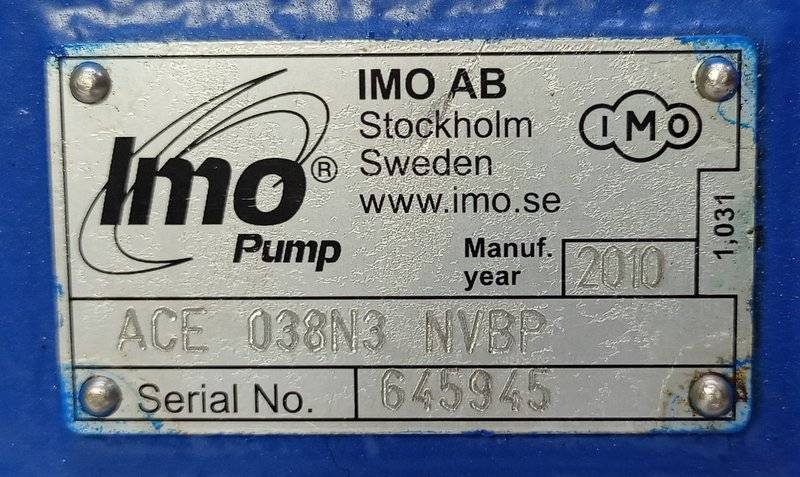 Imo®
Pump
IMO AB
Stockholm
Sweden
www.imo.se
IMO
Manuf.
year
2010
1,031
ACE 038N3 NVBP
Serial No. 645945